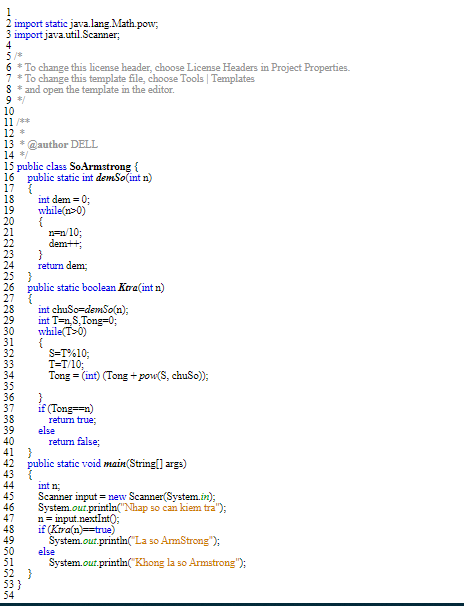 1
2 import static java.lang.Math.pow;
3 import java.util.Scanner;
4
5 /*
6  * To change this license header, choose License Headers in Project Properties.
7  * To change this template file, choose Tools | Templates
8  * and open the template in the editor.
9  */
10
11 /**
12  *
13  * @author DELL
14  */
15 public class SoArmstrong {
16     public static int demSo(int n)
17     {
18         int dem = 0;
19         while(n>0)
20         {
21             n=n/10;
22             dem++;
23         }
24         return dem;
25     }
26     public static boolean Ktra(int n)
27     {
28         int chuSo=demSo(n);
29         int T=n,S,Tong=0;
30         while(T>0)
31         {
32             S=T%10;
33             T=T/10;
34             Tong = (int) (Tong + pow(S, chuSo));
35
36         }
37         if (Tong==n)
38             return true;
39         else
40             return false;
41     }
42     public static void main(String[] args)
43     {
44         int n;
45         Scanner input = new Scanner(System.in);
46         System.out.println("Nhap so can kiem tra");
47         n = input.nextInt();
48         if (Ktra(n)==true)
49             System.out.println("La so ArmStrong");
50         else
51             System.out.println("Khong la so Armstrong");
52     }
53 }
54